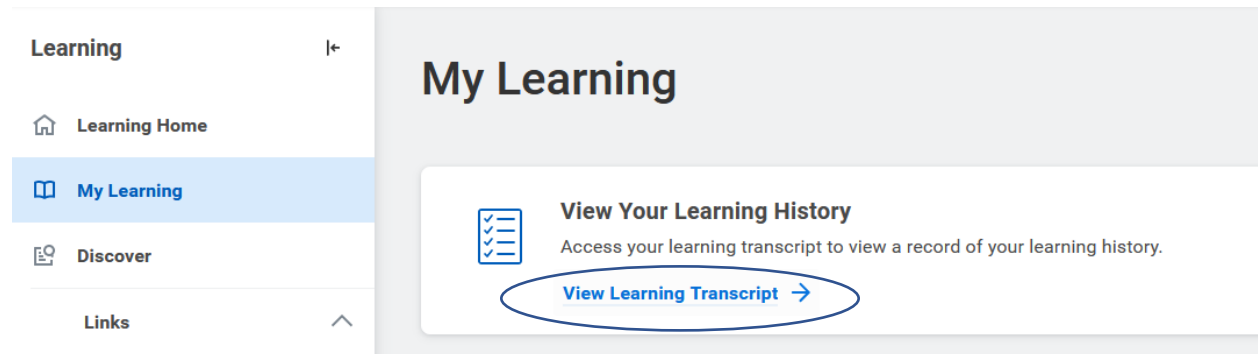 Learning
Learning Home
My Learning
Discover
Links
My Learning
View Your Learning History
Access your learning transcript to view a record of your learning history.
View Learning Transcript